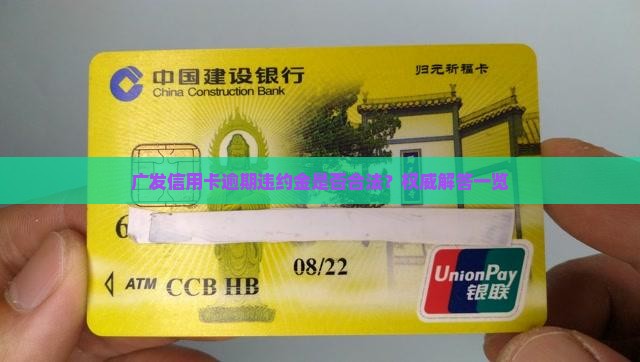 中国建设银行
China Construction Bank
归元祈福卡
广发信用卡逾期违约金是否合法？权威解答一览
6
08/22
ATM CCB HB
UnionPay
银联